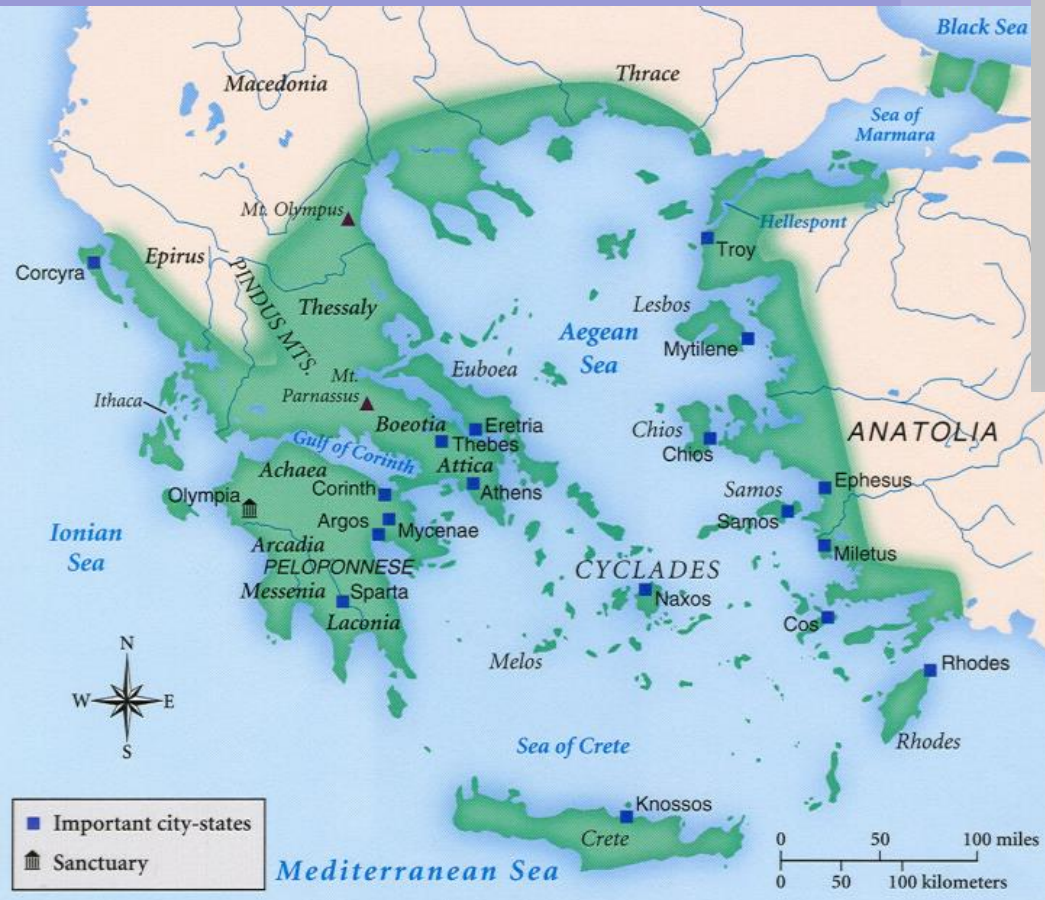 Black Sea
Thrace
Macedonia
Sea of
Marmara
Mt. Olympus
Hellespont
Troy
Epirus
Corcyra
PINDUS MTS.
Thessaly
Lesbos
Aegean
Sea
Mytilene
Mt.
Parnassus
Euboea
Ithaca
Boeotia
Eretria
Thebes
Chios
Chios
ANATOLIA
Gulf of Corinth
Achaea
Attica
Corinth
Olympia
Athens
Ephesus
Samos
Samos
Argos
Mycenae
Ionian
Sea
Arcadia
PELOPONNESE
Miletus
CYCLADES
Messenia
Sparta
Naxos
Laconia
Cos
Melos
Rhodes
Rhodes
N
W
E
S
Sea of Crete
Knossos
Crete
Important city-states
Sanctuary
Mediterranean Sea
0 50 100 miles
0 50 100 kilometers